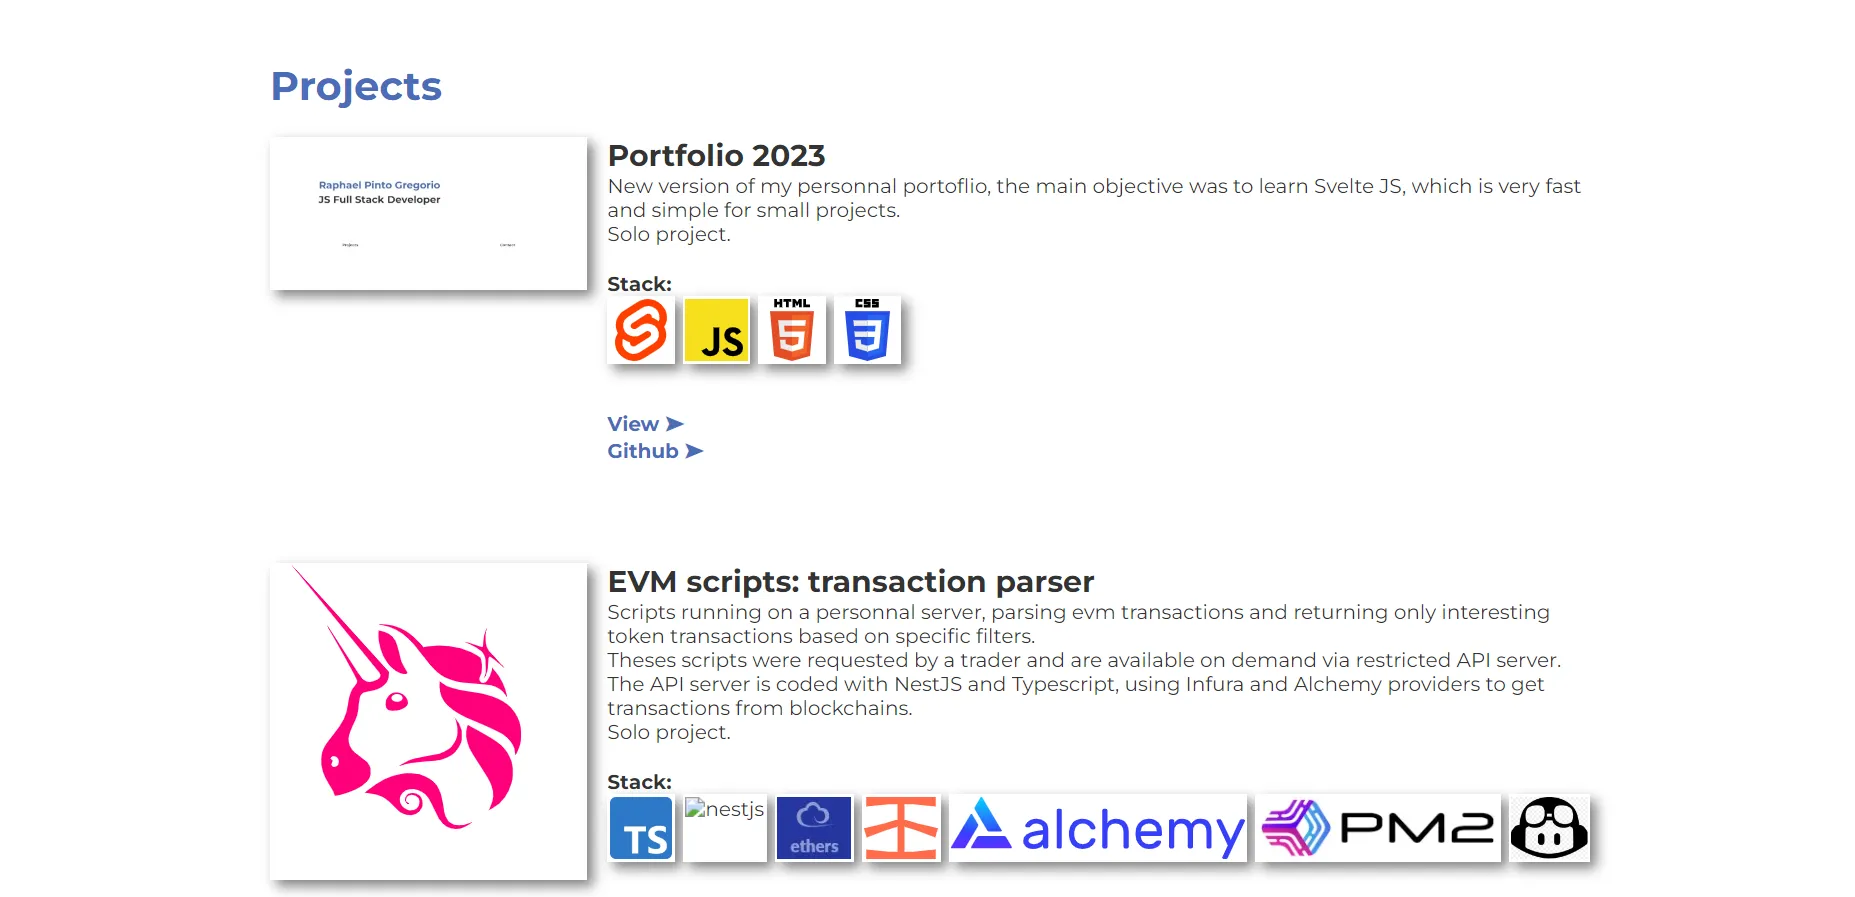 Projects
Raphael Pinto Gregorio
JS Full Stack Developer
Projects
Contact
Portfolio 2023
New version of my personnal portoflio, the main objective was to learn Svelte JS, which is very fast
and simple for small projects.
Solo project.
Stack:
JS
HTML
5
CSS
3
View ➤
Github ➤
EVM scripts: transaction parser
Scripts running on a personnal server, parsing evm transactions and returning only interesting
token transactions based on specific filters.
Theses scripts were requested by a trader and are available on demand via restricted API server.
The API server is coded with NestJS and Typescript, using Infura and Alchemy providers to get
transactions from blockchains.
Solo project.
Stack:
TS
nestjs
ethers
alchemy
PM2